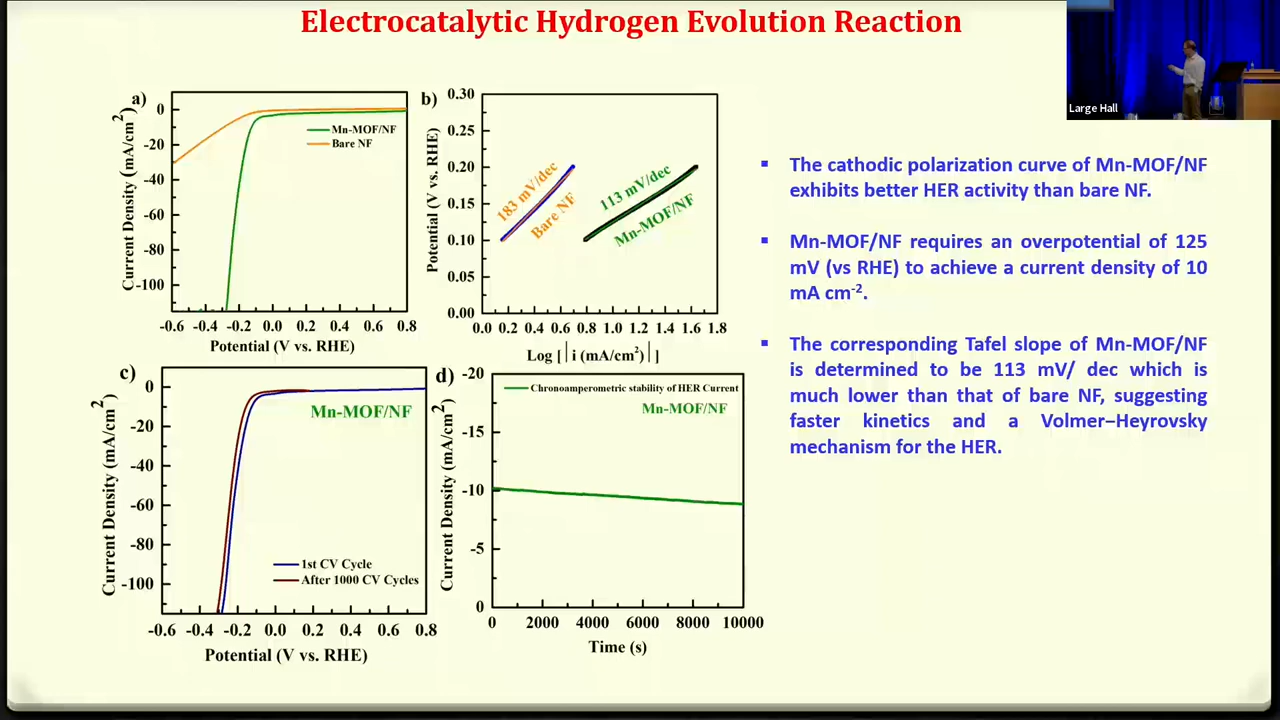 Electrocatalytic Hydrogen Evolution Reaction
Large Hall
a)
0
-20
-40
-60
-80
-100
-0.6 -0.4 -0.2 0.0 0.2 0.4 0.6 0.8
Potential (V vs. RHE)
Current Density (mA/cm²)
Mn-MOF/NF
Bare NF
b)
0.30
0.25
0.20
0.15
0.10
0.05
0.00
0.0 0.2 0.4 0.6 0.8 1.0 1.2 1.4 1.6 1.8
Log [|i (mA/cm²)|]
Potential (V vs. RHE)
183 mV/dec
Bare NF
113 mV/dec
Mn-MOF/NF
c)
0
-20
-40
-60
-80
-100
-0.6 -0.4 -0.2 0.0 0.2 0.4 0.6 0.8
Potential (V vs. RHE)
Current Density (mA/cm²)
Mn-MOF/NF
1st CV Cycle
After 1000 CV Cycles
d)
-20
-15
-10
-5
0
0 2000 4000 6000 8000 10000
Time (s)
Current Density (mA/cm²)
Chronoamperometric stability of HER Current
Mn-MOF/NF
▪ The cathodic polarization curve of Mn-MOF/NF
exhibits better HER activity than bare NF.
▪ Mn-MOF/NF requires an overpotential of 125
mV (vs RHE) to achieve a current density of 10
mA cm⁻².
▪ The corresponding Tafel slope of Mn-MOF/NF
is determined to be 113 mV/ dec which is
much lower than that of bare NF, suggesting
faster kinetics and a Volmer−Heyrovsky
mechanism for the HER.